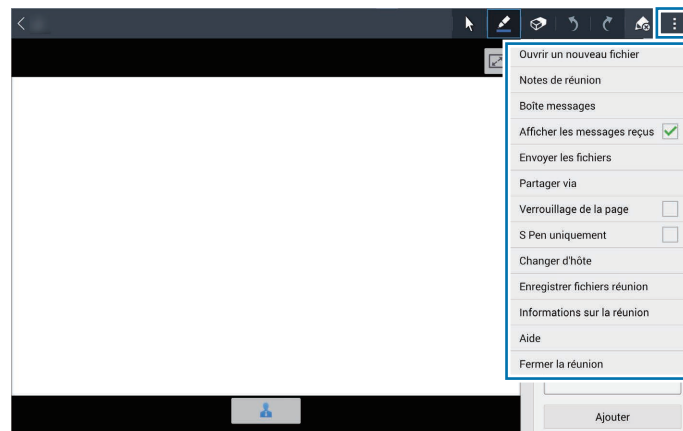 Ouvrir un nouveau fichier
Notes de réunion
Boîte messages
Afficher les messages reçus
Envoyer les fichiers
Partager via
Verrouillage de la page
S Pen uniquement
Changer d'hôte
Enregistrer fichiers réunion
Informations sur la réunion
Aide
Fermer la réunion
Ajouter